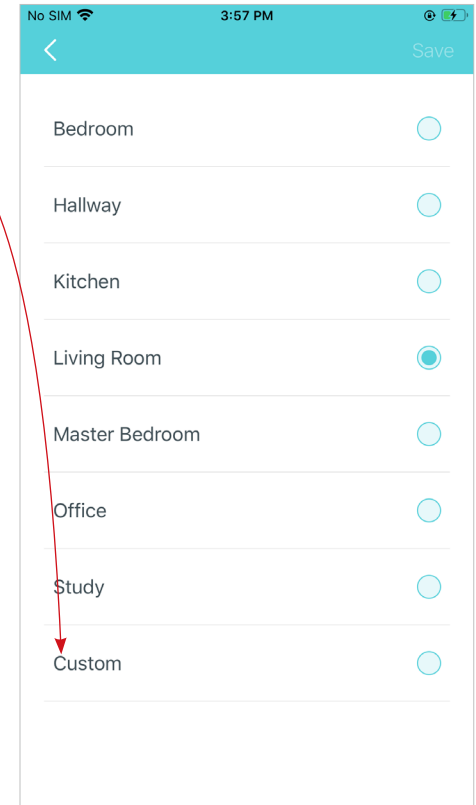 No SIM 3:57 PM
Save
Bedroom
Hallway
Kitchen
Living Room
Master Bedroom
Office
Study
Custom